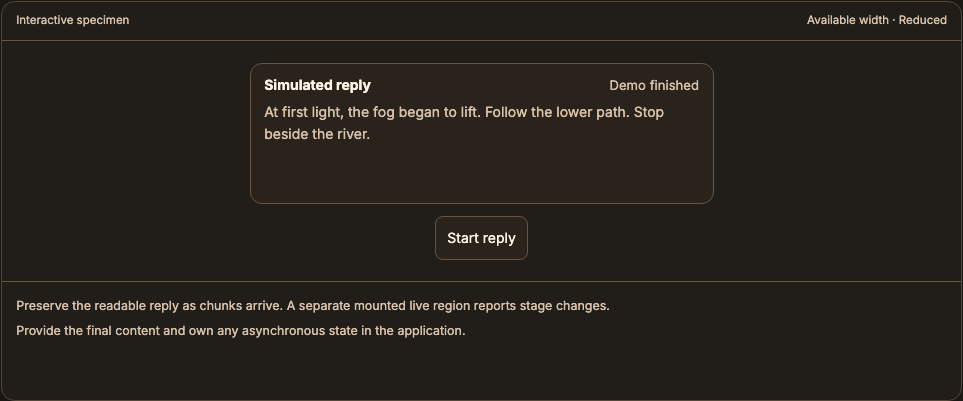 Interactive specimen
Available width · Reduced
Simulated reply
Demo finished
At first light, the fog began to lift. Follow the lower path. Stop
beside the river.
Start reply
Preserve the readable reply as chunks arrive. A separate mounted live region reports stage changes.
Provide the final content and own any asynchronous state in the application.